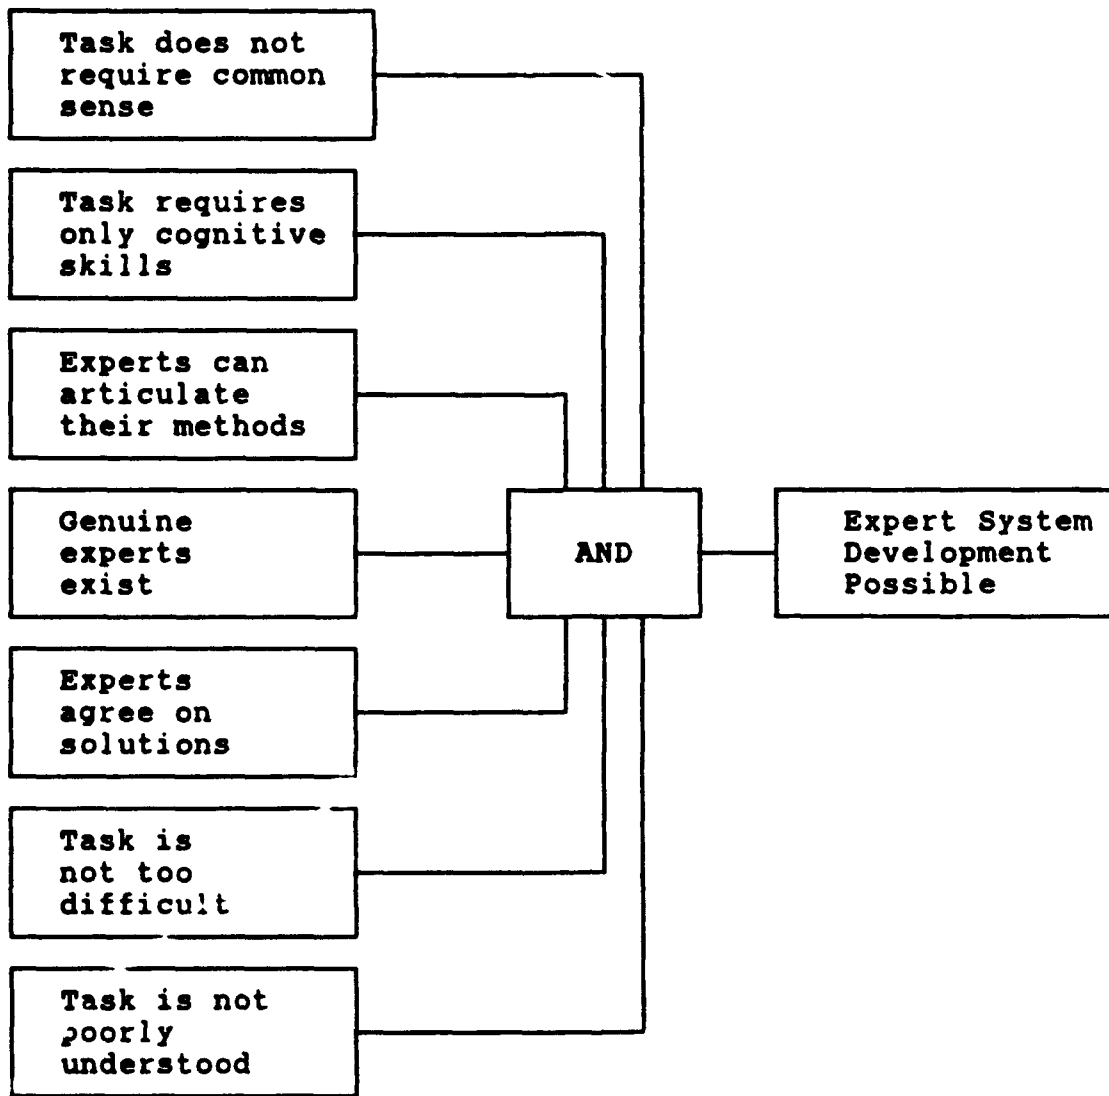 Task does not
require common
sense
Task requires
only cognitive
skills
Experts can
articulate
their methods
Genuine
experts
exist
AND
Expert System
Development
Possible
Experts
agree on
solutions
Task is
not too
difficult
Task is not
poorly
understood